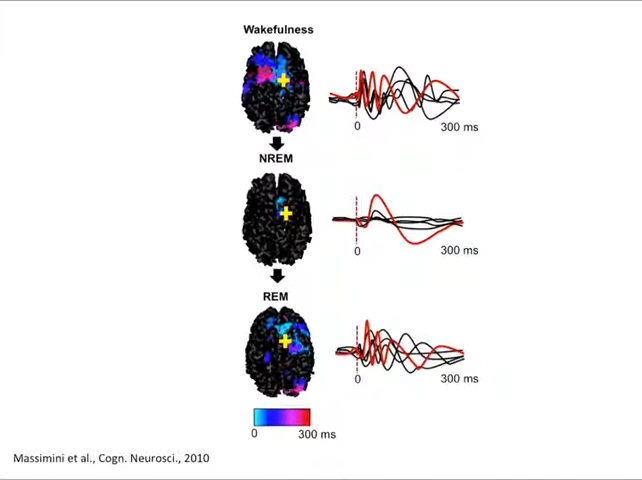 Wakefulness
0 300 ms
NREM
0 300 ms
REM
0 300 ms
0 300 ms
Massimini et al., Cogn. Neurosci., 2010